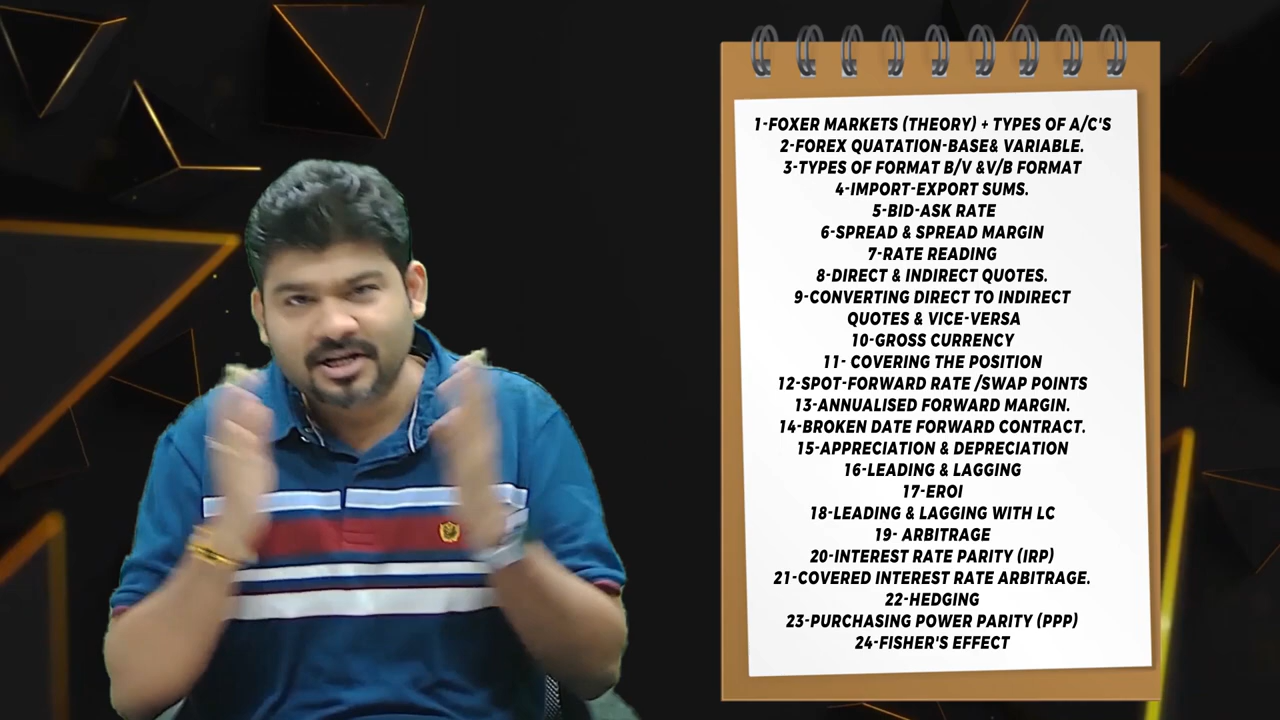 1-FOXER MARKETS (THEORY) + TYPES OF A/C'S
2-FOREX QUATATION-BASE& VARIABLE.
3-TYPES OF FORMAT B/V &V/B FORMAT
4-IMPORT-EXPORT SUMS.
5-BID-ASK RATE
6-SPREAD & SPREAD MARGIN
7-RATE READING
8-DIRECT & INDIRECT QUOTES.
9-CONVERTING DIRECT TO INDIRECT
QUOTES & VICE-VERSA
10-GROSS CURRENCY
11- COVERING THE POSITION
12-SPOT-FORWARD RATE /SWAP POINTS
13-ANNUALISED FORWARD MARGIN.
14-BROKEN DATE FORWARD CONTRACT.
15-APPRECIATION & DEPRECIATION
16-LEADING & LAGGING
17-EROI
18-LEADING & LAGGING WITH LC
19- ARBITRAGE
20-INTEREST RATE PARITY (IRP)
21-COVERED INTEREST RATE ARBITRAGE.
22-HEDGING
23-PURCHASING POWER PARITY (PPP)
24-FISHER'S EFFECT